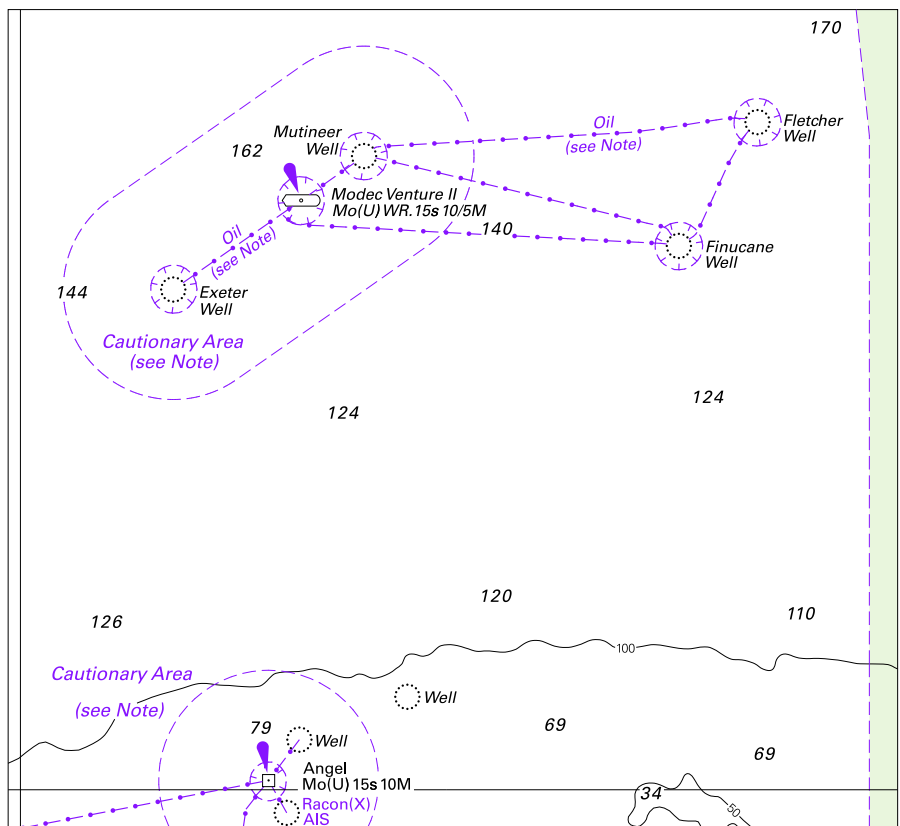 170
Oil
(see Note)
Fletcher
Well
Mutineer
Well
162
Modec Venture II
Mo(U) WR.15s 10/5M
140
Finucane
Well
Oil
(see Note)
144
Exeter
Well
Cautionary Area
(see Note)
124
124
120
110
126
100
Cautionary Area
(see Note)
Well
69
69
79
Well
Angel
Mo(U) 15s 10M
Racon(X) /
AIS
34
50